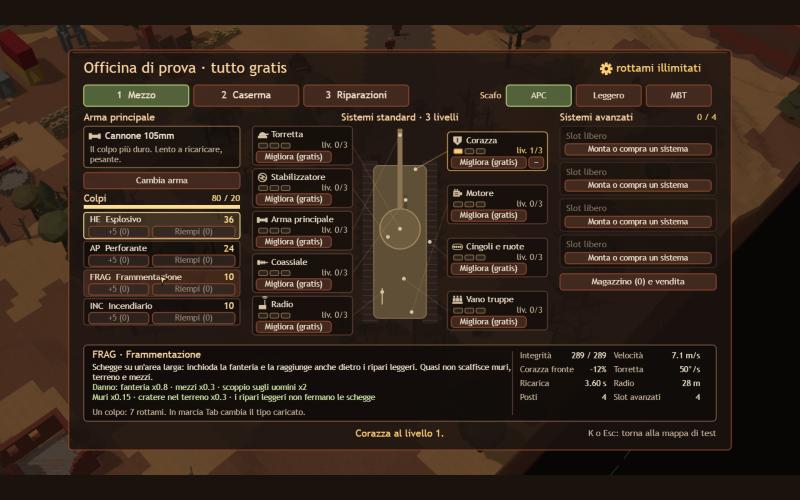 Officina di prova · tutto gratis
rottami illimitati
1 Mezzo
2 Caserma
3 Riparazioni
Scafo
APC
Leggero
MBT
Arma principale
Cannone 105mm
Il colpo più duro. Lento a ricaricare,
pesante.
Cambia arma
Colpi 80 / 20
HE Esplosivo 36
+5 (0) Riempi (0)
AP Perforante 24
+5 (0) Riempi (0)
FRAG Frammentazione 10
+5 (0) Riempi (0)
INC Incendiario 10
+5 (0) Riempi (0)
Sistemi standard · 3 livelli
Torretta
liv. 0/3
Migliora (gratis)
Stabilizzatore
liv. 0/3
Migliora (gratis)
Arma principale
liv. 0/3
Migliora (gratis)
Coassiale
liv. 0/3
Migliora (gratis)
Radio
liv. 0/3
Migliora (gratis)
Corazza
liv. 1/3
Migliora (gratis) –
Motore
liv. 0/3
Migliora (gratis)
Cingoli e ruote
liv. 0/3
Migliora (gratis)
Vano truppe
liv. 0/3
Migliora (gratis)
Sistemi avanzati 0 / 4
Slot libero
Monta o compra un sistema
Slot libero
Monta o compra un sistema
Slot libero
Monta o compra un sistema
Slot libero
Monta o compra un sistema
Magazzino (0) e vendita
FRAG · Frammentazione
Schegge su un'area larga: inchioda la fanteria e la raggiunge anche dietro i ripari leggeri. Quasi non scalfisce muri,
terreno e mezzi.
Danno: fanteria x0.8 · mezzi x0.3 · scoppio sugli uomini x2
Muri x0.15 · cratere nel terreno x0.3 · i ripari leggeri non fermano le schegge
Un colpo: 7 rottami. In marcia Tab cambia il tipo caricato.
Integrità 289 / 289 Velocità 7.1 m/s
Corazza fronte -12% Torretta 50°/s
Ricarica 3.60 s Radio 28 m
Posti 4 Slot avanzati 4
Corazza al livello 1.
K o Esc: torna alla mappa di test